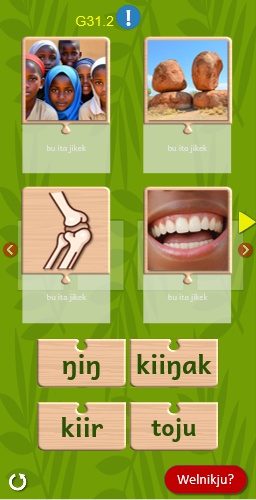 G31.2 !
bu ita jikek
bu ita jikek
bu ita jikek
bu ita jikek
ŋiŋ
kiiŋak
kiir
toju
Welnikju?